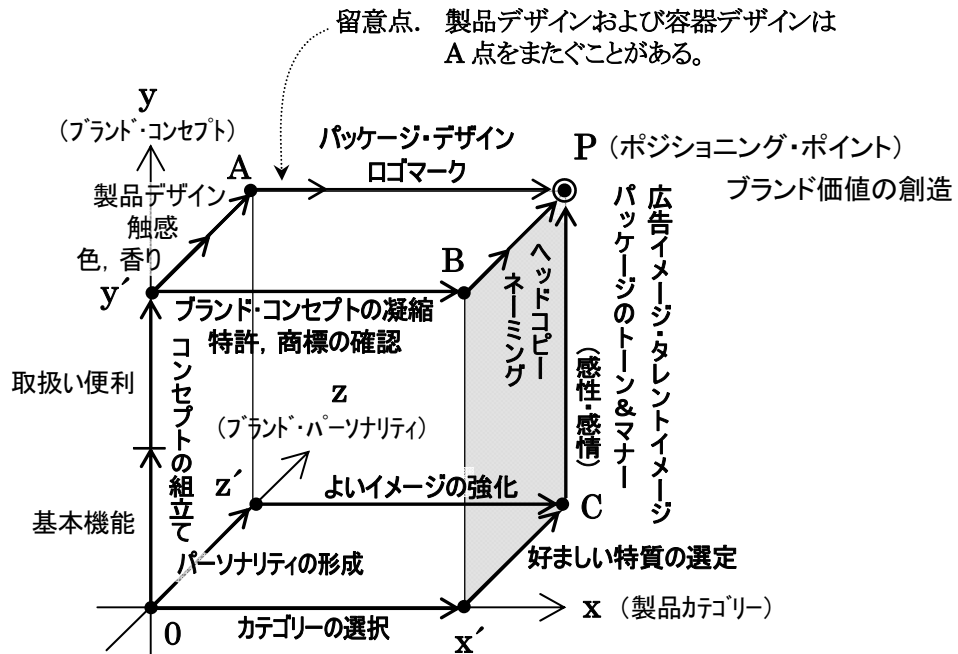 留意点. 製品デザインおよび容器デザインは
A 点をまたぐことがある。
y
(ブランド・コンセプト)
パッケージ・デザイン
ロゴマーク
P (ポジショニング・ポイント)
ブランド価値の創造
A
製品デザイン
触感
色, 香り
y´
B
ブランド・コンセプトの凝縮
特許, 商標の確認
ヘッドコピー
ネーミング
広告イメージ・タレントイメージ
パッケージのトーン&マナー
(感性・感情)
取扱い便利
コンセプトの組立て
z
(ブランド・パーソナリティ)
z´
よいイメージの強化
C
基本機能
パーソナリティの形成
好ましい特質の選定
0
カテゴリーの選択
x´
x (製品カテゴリー)